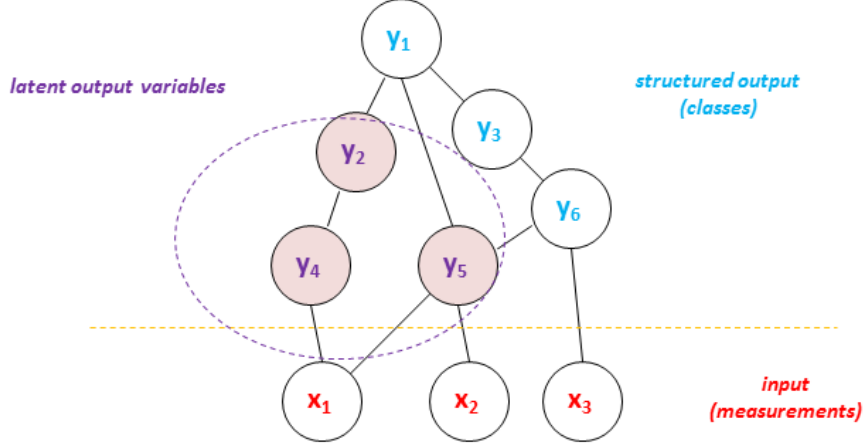 y₁
latent output variables
structured output
(classes)
y₂
y₃
y₆
y₄
y₅
x₁
x₂
x₃
input
(measurements)